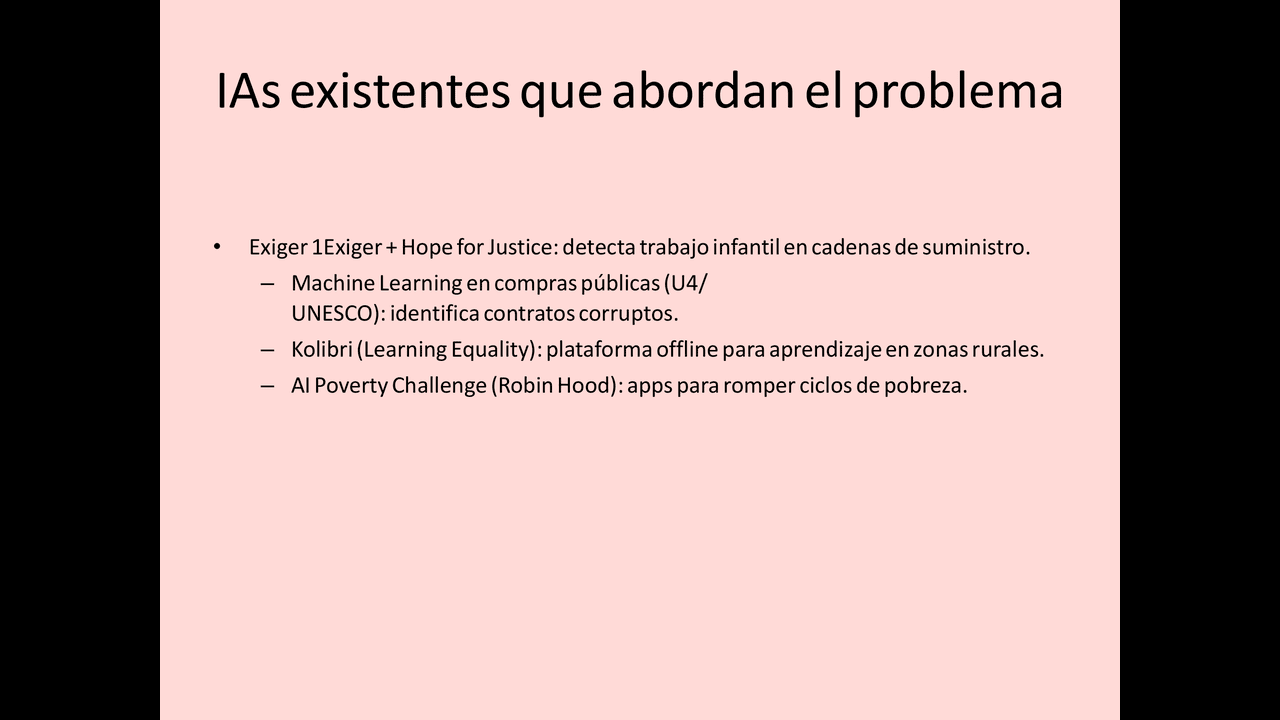 IAs existentes que abordan el problema
• Exiger 1Exiger + Hope for Justice: detecta trabajo infantil en cadenas de suministro.
– Machine Learning en compras públicas (U4/
UNESCO): identifica contratos corruptos.
– Kolibri (Learning Equality): plataforma offline para aprendizaje en zonas rurales.
– AI Poverty Challenge (Robin Hood): apps para romper ciclos de pobreza.